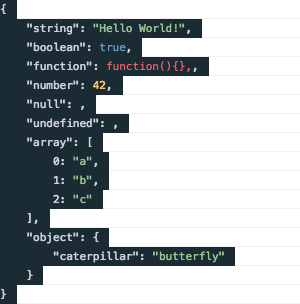 {
    "string": "Hello World!",
    "boolean": true,
    "function": function(){},,
    "number": 42,
    "null": ,
    "undefined": ,
    "array": [
        0: "a",
        1: "b",
        2: "c"
    ],
    "object": {
        "caterpillar": "butterfly"
    }
}